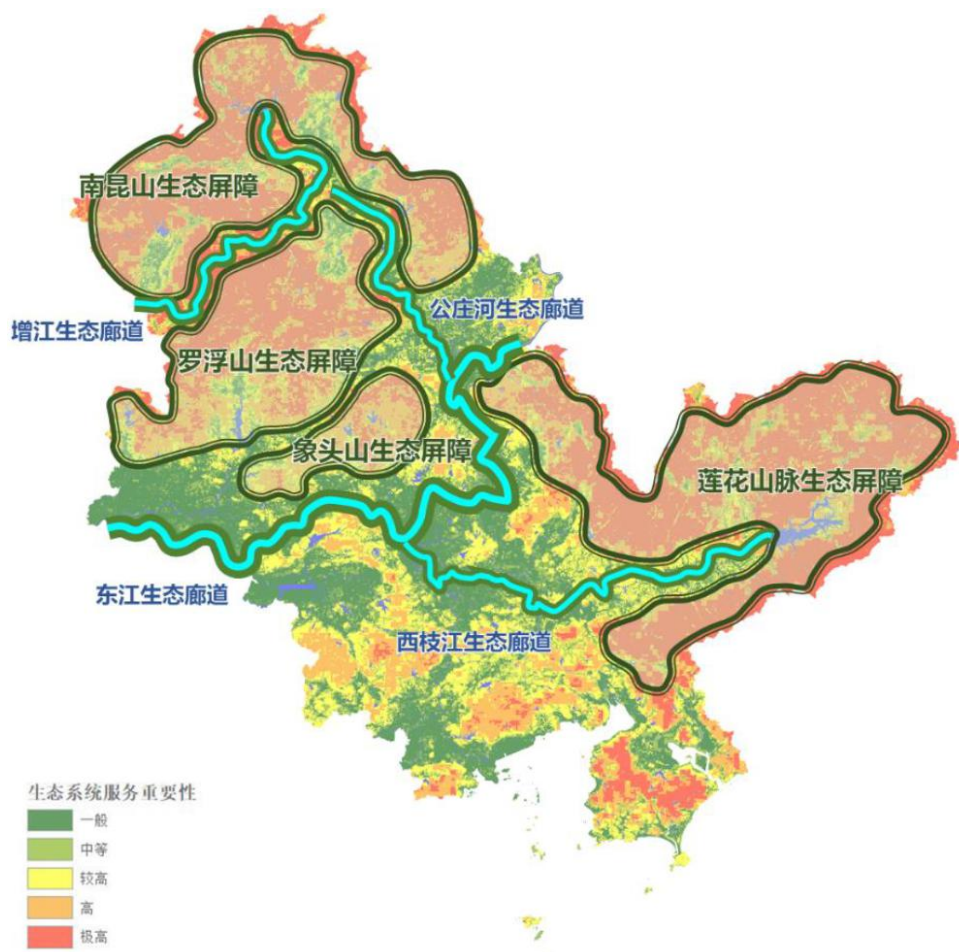 南昆山生态屏障
增江生态廊道
公庄河生态廊道
罗浮山生态屏障
象头山生态屏障
莲花山脉生态屏障
东江生态廊道
西枝江生态廊道
生态系统服务重要性
一般
中等
较高
高
极高